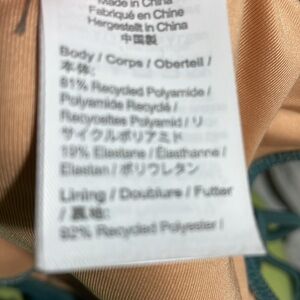 Made in China
Fabriqué en Chine
Hergestellt in China
中国製
Body / Corps / Oberteil /
本体:
81% Recycled Polyamide /
Polyamide Recyclé /
Recyceltes Polyamid / リ
サイクルポリアミド
19% Elastane / Élasthanne /
Elastan / ポリウレタン
Lining / Doublure / Futter
/ 裏地:
92% Recycled Polyester /